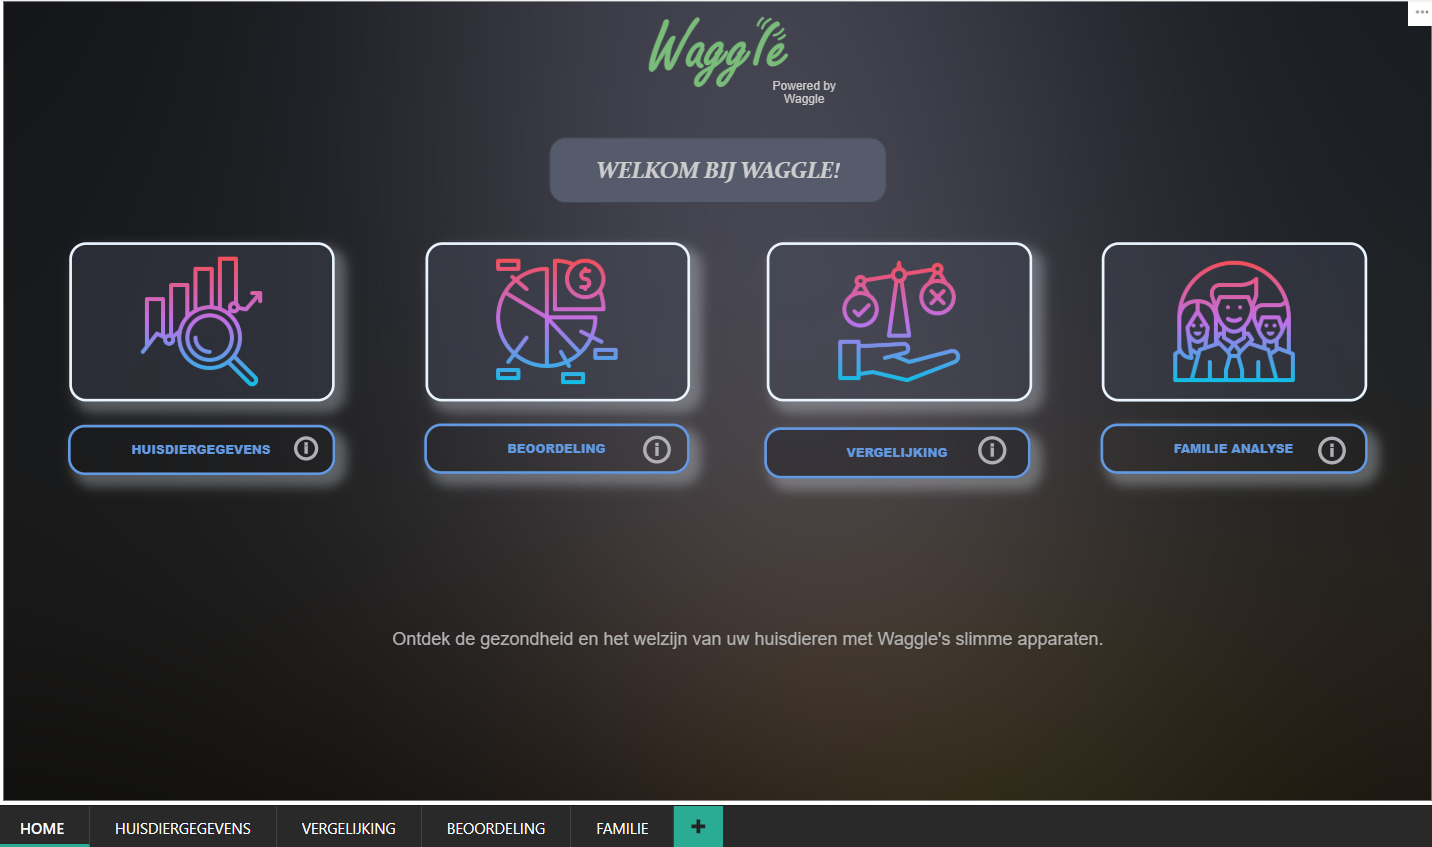 Waggle
Powered by
Waggle
WELKOM BIJ WAGGLE!
$
HUISDIERGEGEVENS
BEOORDELING
VERGELIJKING
FAMILIE ANALYSE
Ontdek de gezondheid en het welzijn van uw huisdieren met Waggle's slimme apparaten.
HOME HUISDIERGEGEVENS VERGELIJKING BEOORDELING FAMILIE